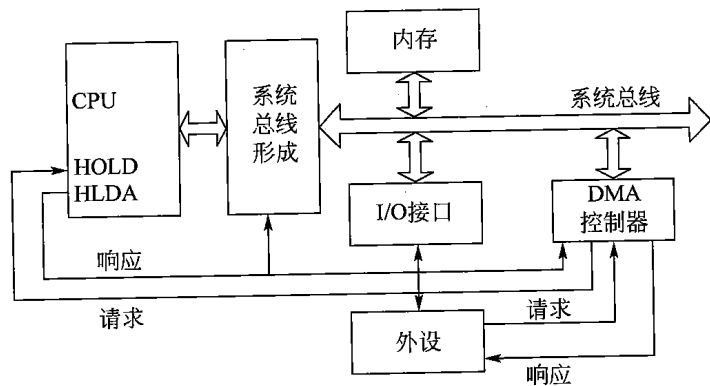 内存
CPU
系统
总线
形成
系统总线
HOLD
HLDA
I/O接口
DMA
控制器
响应
请求
请求
外设
响应